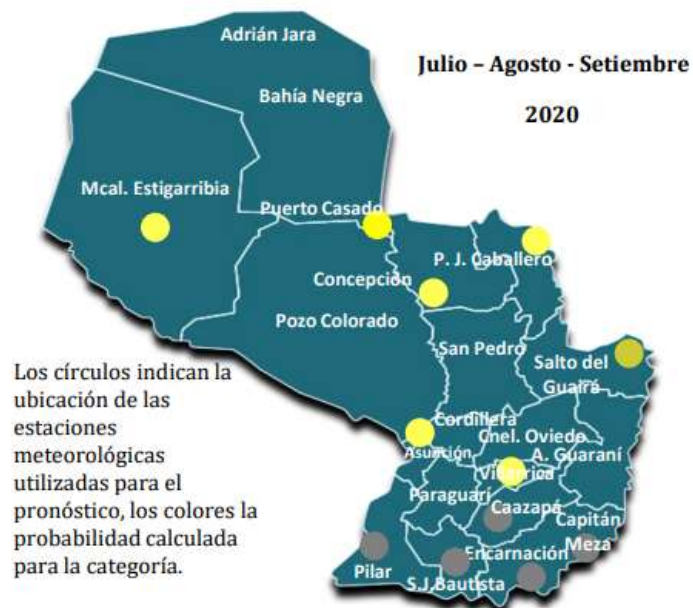 Adrián Jara
Julio – Agosto - Setiembre
2020
Bahía Negra
Mcal. Estigarribia
Puerto Casado
P. J. Caballero
Concepción
Pozo Colorado
San Pedro
Salto del
Guairá
Los círculos indican la
ubicación de las
estaciones
meteorológicas
utilizadas para el
pronóstico, los colores la
probabilidad calculada
para la categoría.
Cordillera
Asunción
Cnel. Oviedo
A. Guaraní
Villarrica
Paraguarí
Caazapá
Capitán
Meza
Encarnación
Pilar
S.J.Bautista